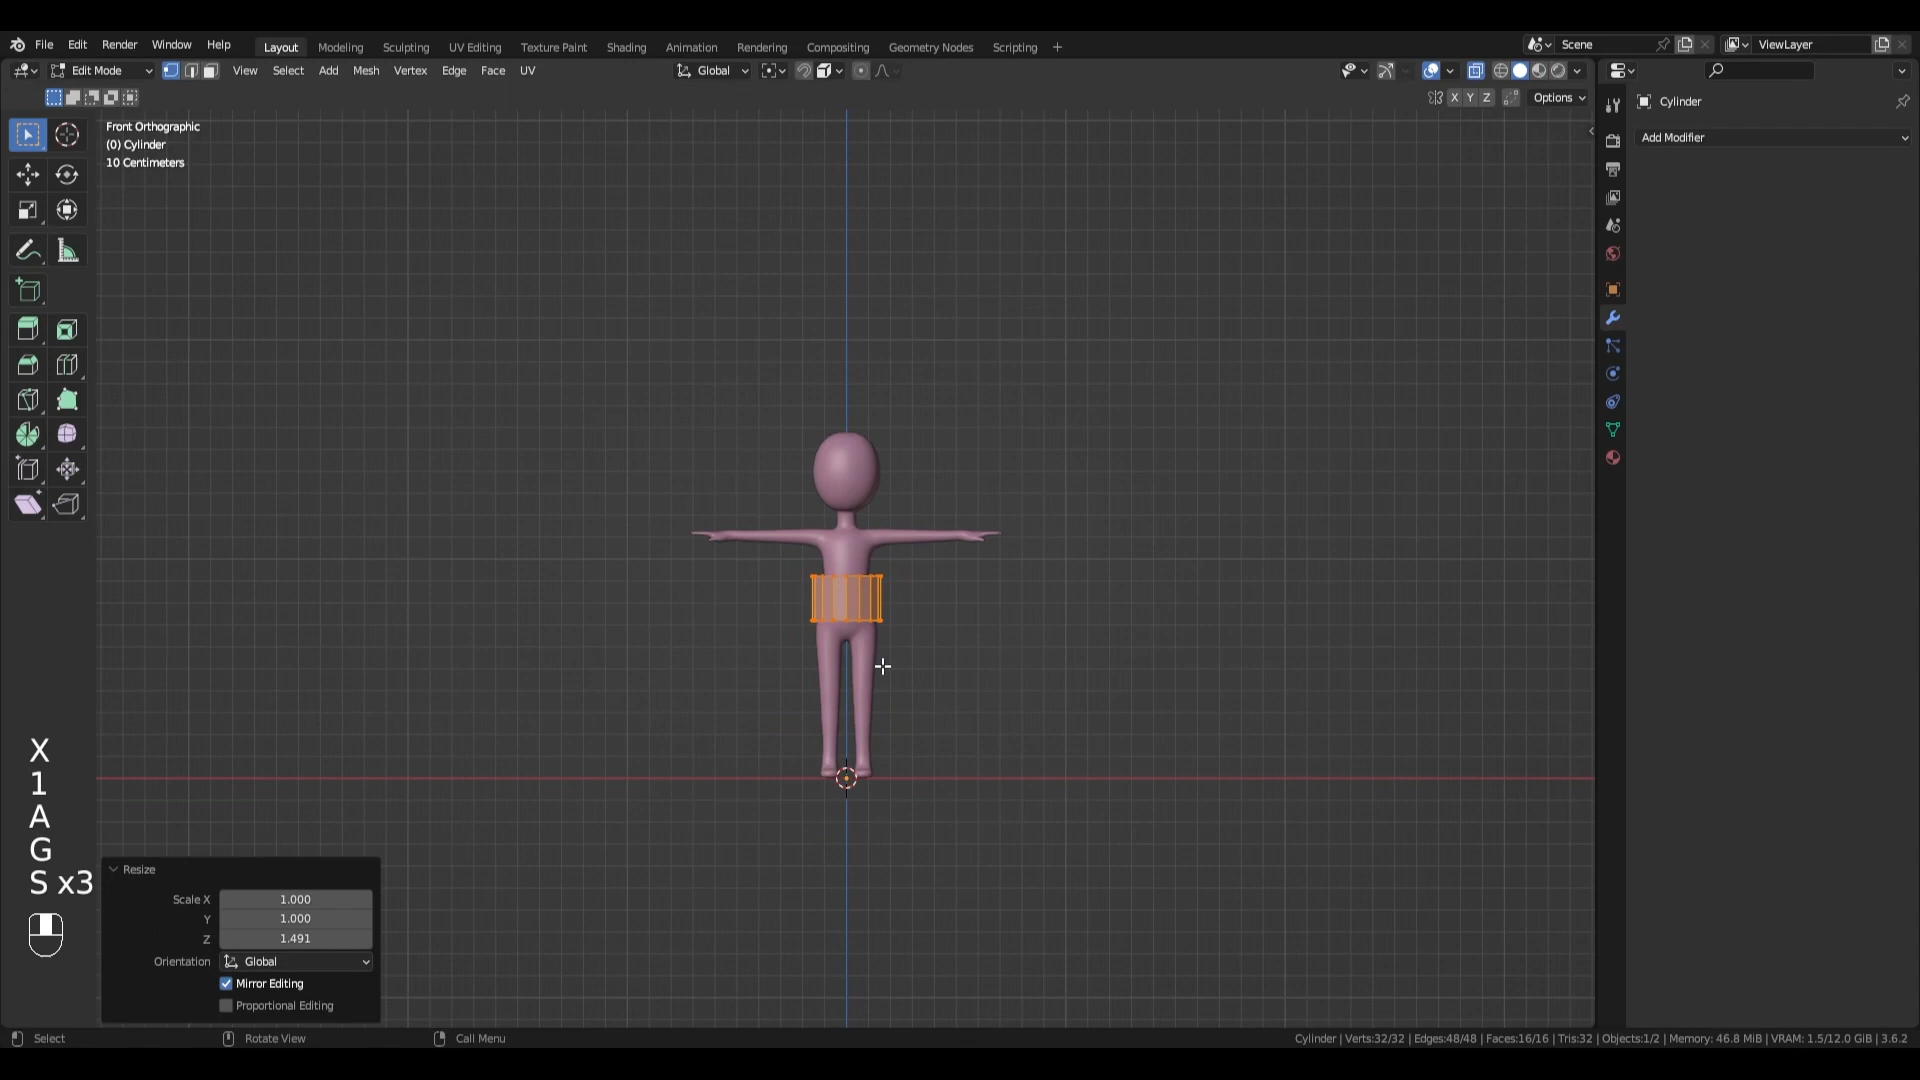 File Edit Render Window Help Layout Modeling Sculpting UV Editing Texture Paint Shading Animation Rendering Compositing Geometry Nodes Scripting + Scene ViewLayer
Edit Mode View Select Add Mesh Vertex Edge Face UV Global
X Y Z Options
Cylinder
Add Modifier
Front Orthographic
(0) Cylinder
10 Centimeters
X
1
A
G
S x3
Resize
Scale X 1.000
Y 1.000
Z 1.491
Orientation Global
Mirror Editing
Proportional Editing
Select Rotate View Call Menu Cylinder | Verts:32/32 | Edges:48/48 | Faces:16/16 | Tris:32 | Objects:1/2 | Memory: 46.8 MiB | VRAM: 1.5/12.0 GiB | 3.6.2